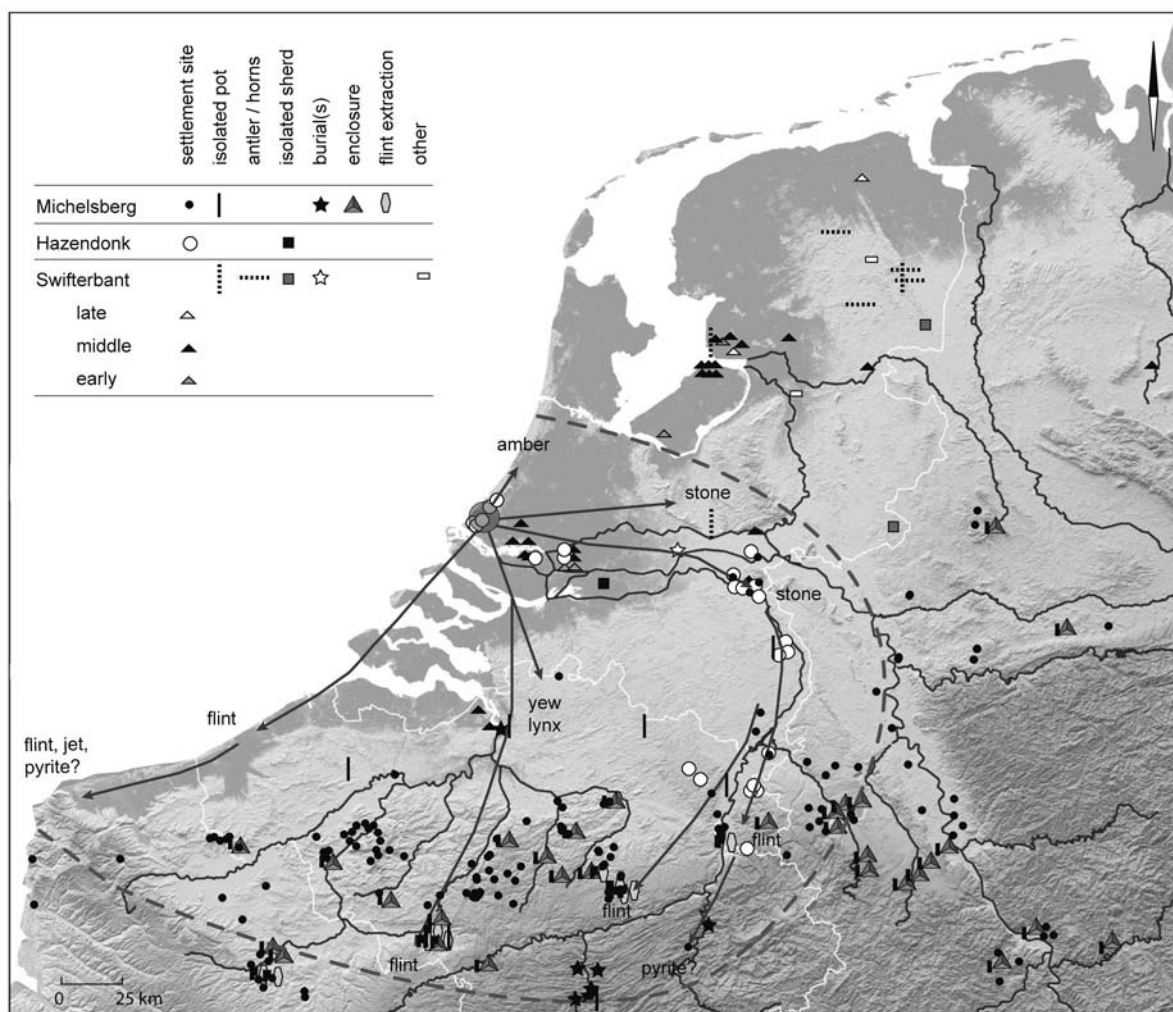 settlement site
isolated pot
antler / horns
isolated sherd
burial(s)
enclosure
flint extraction
other
Michelsberg
Hazendonk
Swifterbant
late
middle
early
amber
stone
stone
yew
lynx
flint
flint, jet,
pyrite?
flint
flint
flint
pyrite?
0 25 km